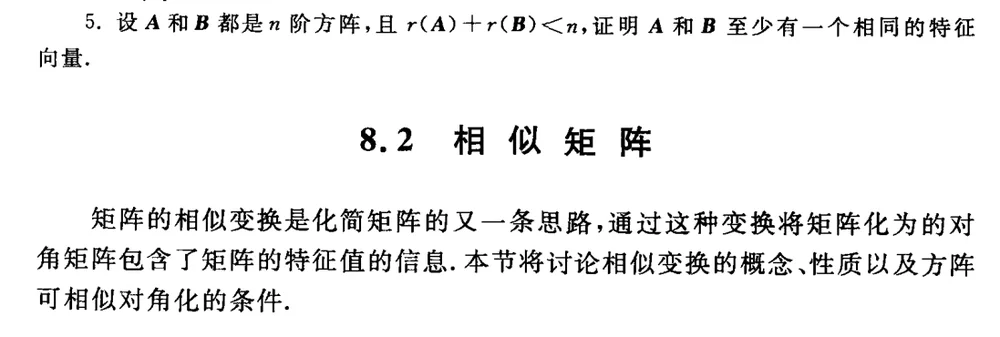 5. 设 A 和 B 都是 n 阶方阵,且 r(A)+r(B)<n,证明 A 和 B 至少有一个相同的特征
向量.
8.2 相似矩阵
矩阵的相似变换是化简矩阵的又一条思路,通过这种变换将矩阵化为的对
角矩阵包含了矩阵的特征值的信息.本节将讨论相似变换的概念、性质以及方阵
可相似对角化的条件.